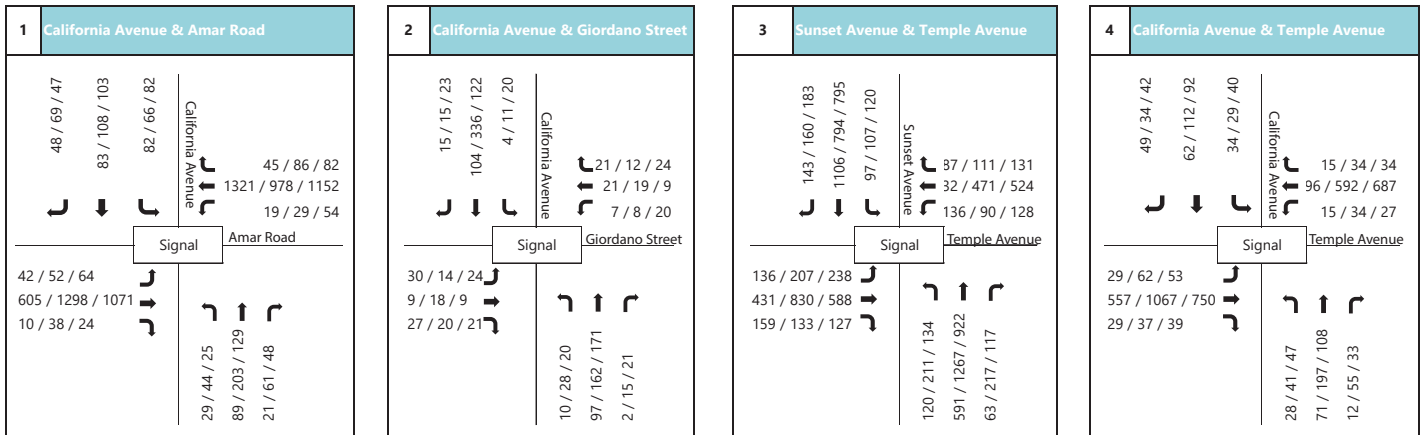 1 California Avenue & Amar Road
48 / 69 / 47
83 / 108 / 103
82 / 66 / 82
California Avenue
45 / 86 / 82
1321 / 978 / 1152
19 / 29 / 54
Signal
Amar Road
42 / 52 / 64
605 / 1298 / 1071
10 / 38 / 24
29 / 44 / 25
89 / 203 / 129
21 / 61 / 48
2 California Avenue & Giordano Street
15 / 15 / 23
104 / 336 / 122
4 / 11 / 20
California Avenue
21 / 12 / 24
21 / 19 / 9
7 / 8 / 20
Signal
Giordano Street
30 / 14 / 24
9 / 18 / 9
27 / 20 / 21
10 / 28 / 20
97 / 162 / 171
2 / 15 / 21
3 Sunset Avenue & Temple Avenue
143 / 160 / 183
1106 / 794 / 795
97 / 107 / 120
Sunset Avenue
/ 111 / 131
/ 471 / 524
136 / 90 / 128
Signal
Temple Avenue
136 / 207 / 238
431 / 830 / 588
159 / 133 / 127
120 / 211 / 134
591 / 1267 / 922
63 / 217 / 117
4 California Avenue & Temple Avenue
49 / 34 / 42
62 / 112 / 92
34 / 29 / 40
California Avenue
15 / 34 / 34
96 / 592 / 687
15 / 34 / 27
Signal
Temple Avenue
29 / 62 / 53
557 / 1067 / 750
29 / 37 / 39
28 / 41 / 47
71 / 197 / 108
12 / 55 / 33